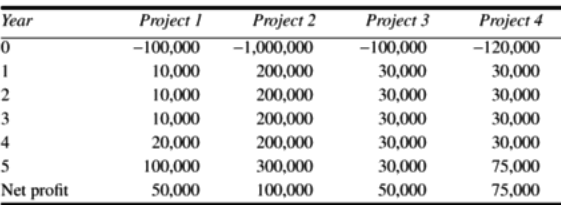 Year Project 1 Project 2 Project 3 Project 4
0 −100,000 −1,000,000 −100,000 −120,000
1 10,000 200,000 30,000 30,000
2 10,000 200,000 30,000 30,000
3 10,000 200,000 30,000 30,000
4 20,000 200,000 30,000 30,000
5 100,000 300,000 30,000 75,000
Net profit 50,000 100,000 50,000 75,000